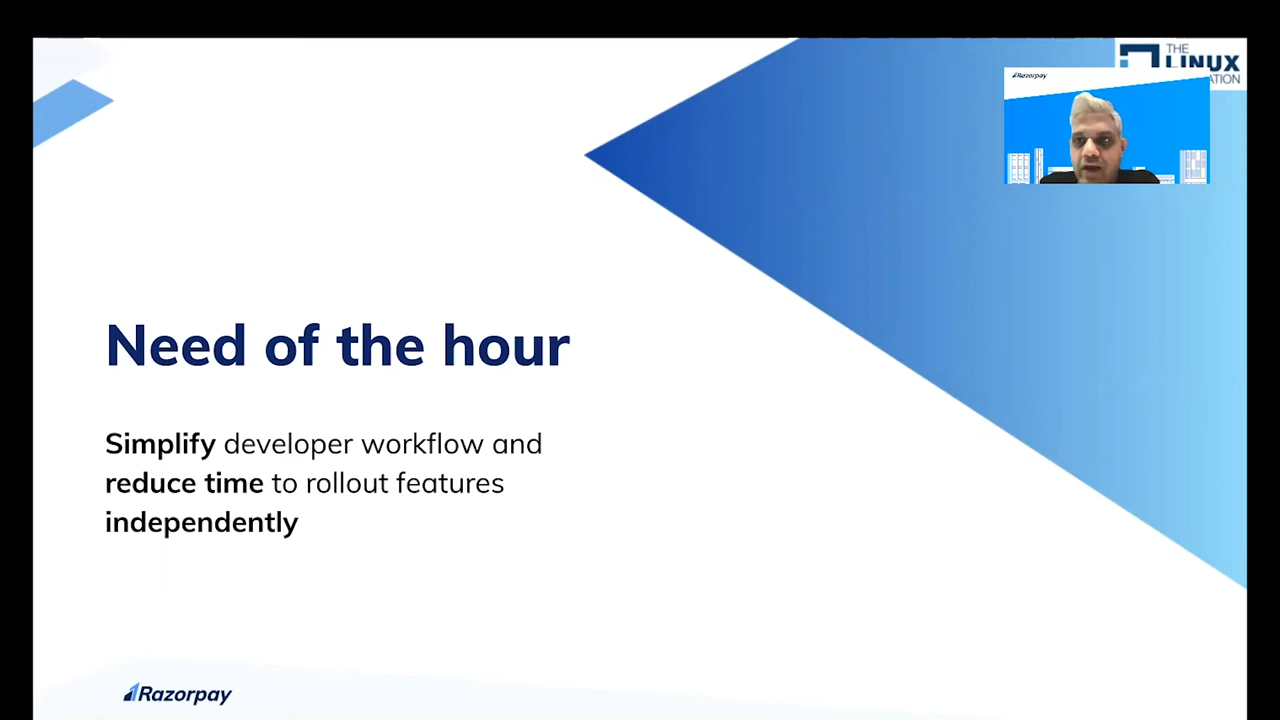 THE
LINUX
ATION
Razorpay
Need of the hour
Simplify developer workflow and
reduce time to rollout features
independently
Razorpay